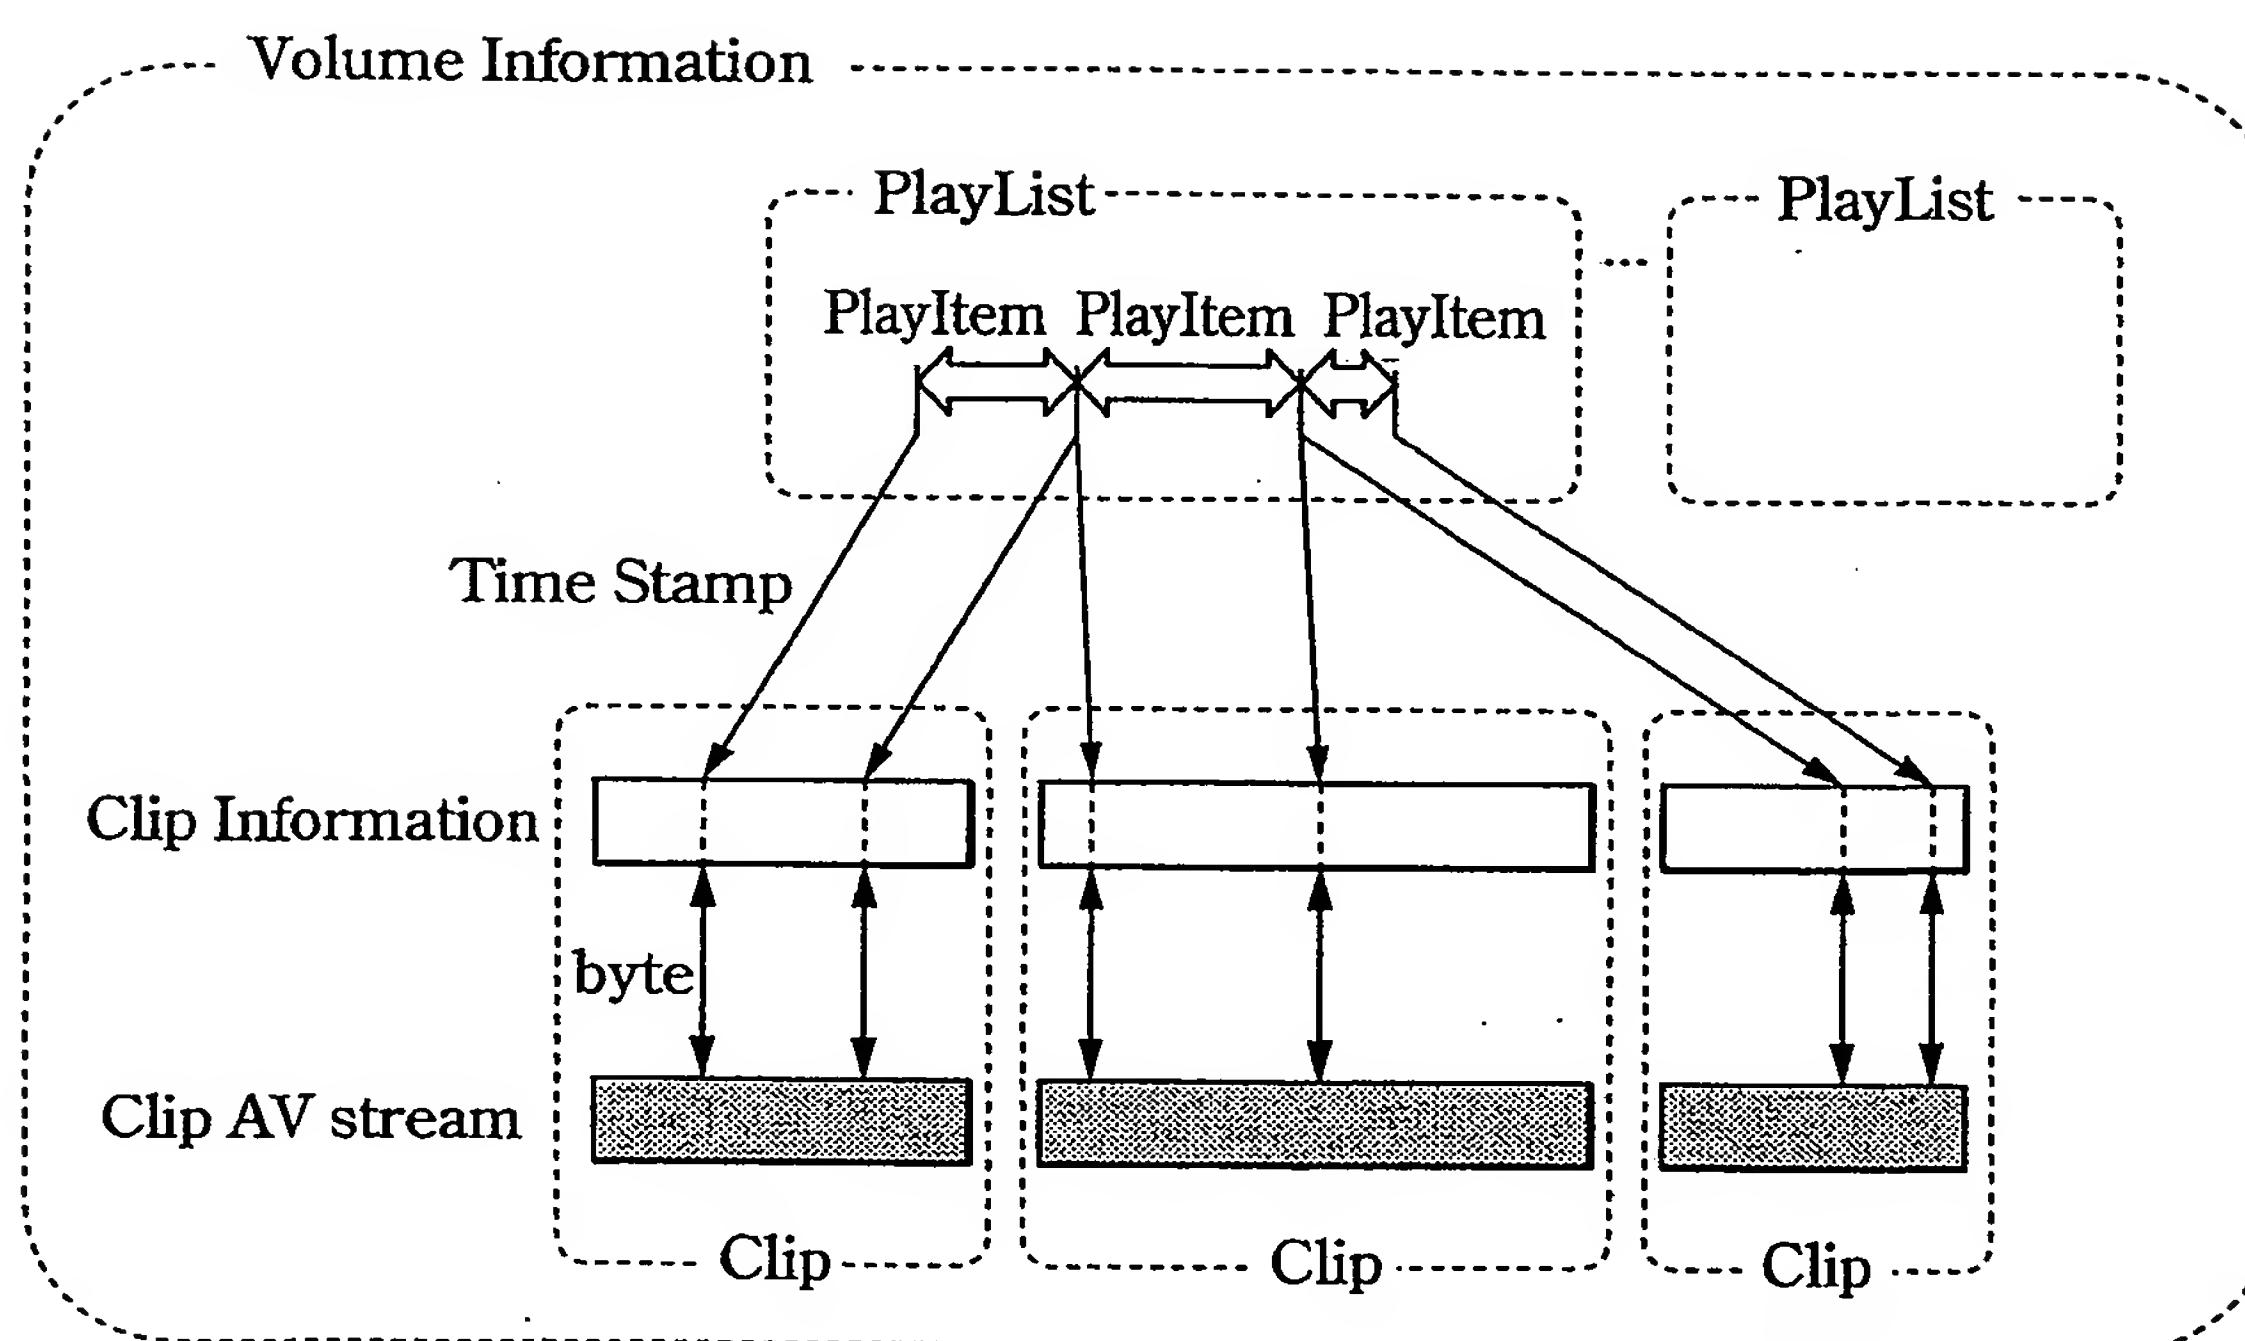 Volume Information
PlayList
PlayList
PlayItem PlayItem PlayItem
Time Stamp
Clip Information
byte
Clip AV stream
Clip
Clip
Clip